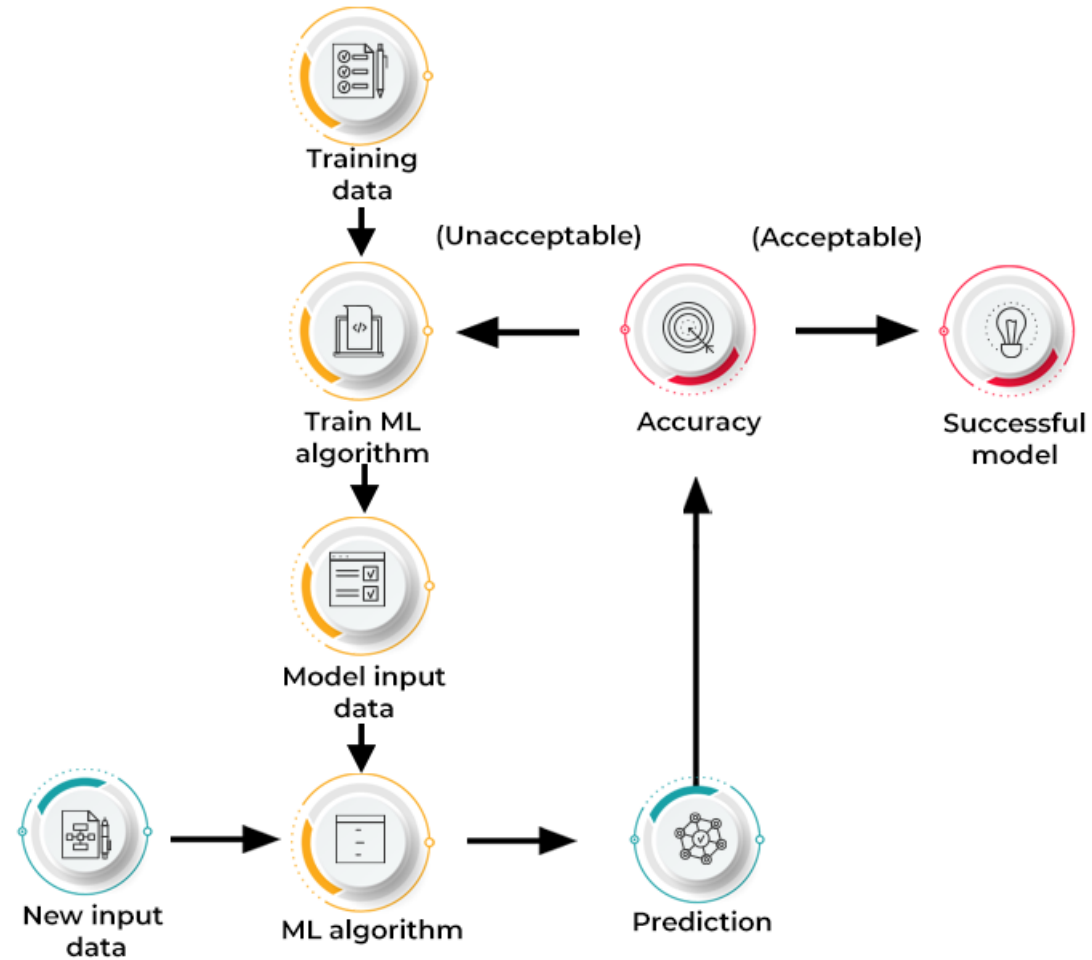 Training
data
(Unacceptable)
(Acceptable)
Train ML
algorithm
Accuracy
Successful
model
Model input
data
New input
data
ML algorithm
Prediction